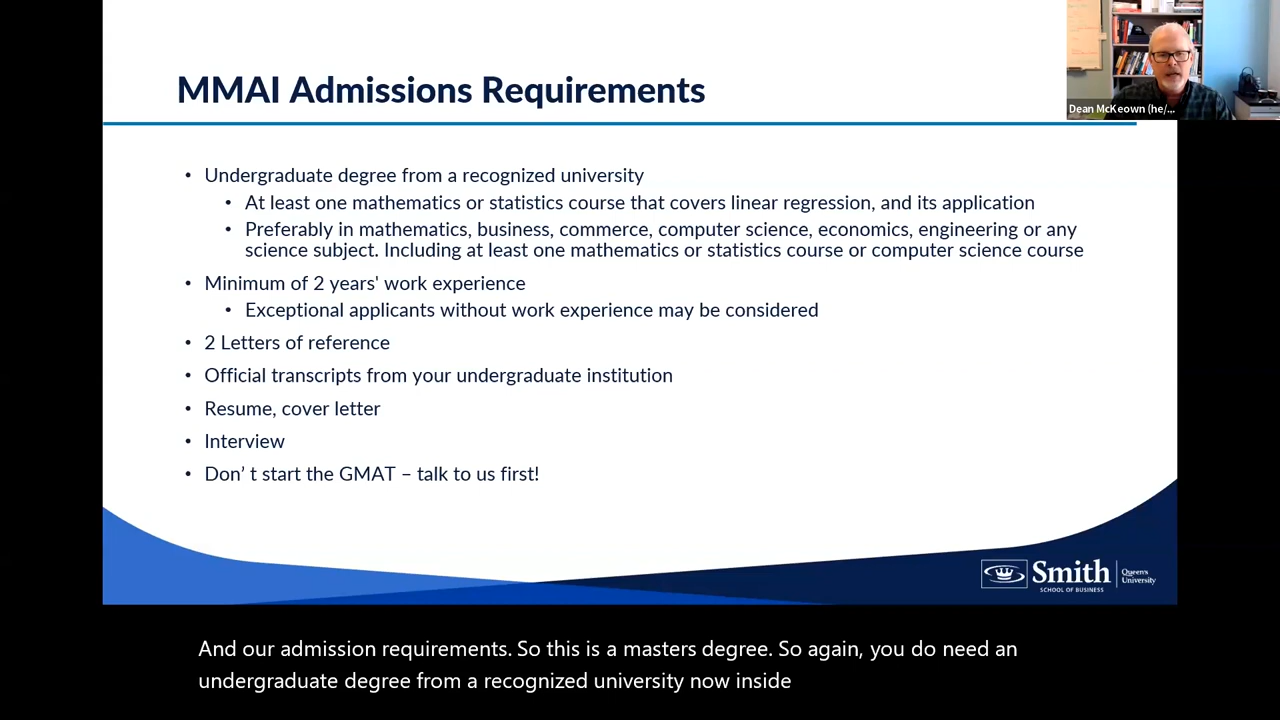 MMAI Admissions Requirements
Dean McKeown (he/...
• Undergraduate degree from a recognized university
• At least one mathematics or statistics course that covers linear regression, and its application
• Preferably in mathematics, business, commerce, computer science, economics, engineering or any
science subject. Including at least one mathematics or statistics course or computer science course
• Minimum of 2 years' work experience
• Exceptional applicants without work experience may be considered
• 2 Letters of reference
• Official transcripts from your undergraduate institution
• Resume, cover letter
• Interview
• Don’ t start the GMAT – talk to us first!
Smith
SCHOOL OF BUSINESS
Queen's
University
And our admission requirements. So this is a masters degree. So again, you do need an
undergraduate degree from a recognized university now inside